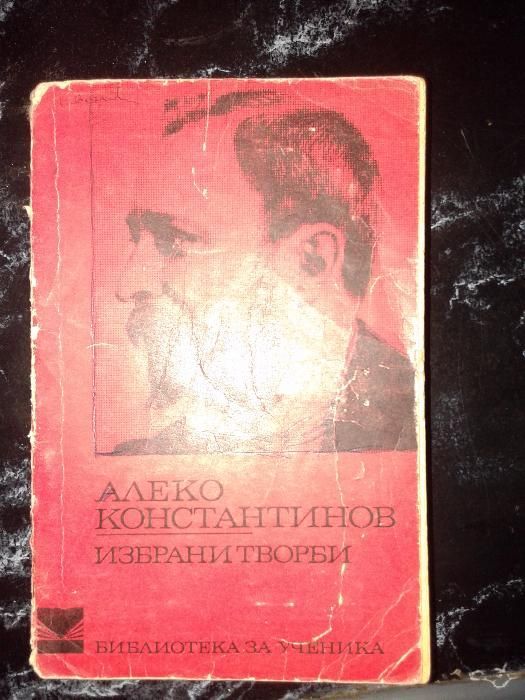 АЛЕКО
КОНСТАНТИНОВ
ИЗБРАНИ ТВОРБИ
БИБЛИОТЕКА ЗА УЧЕНИКА